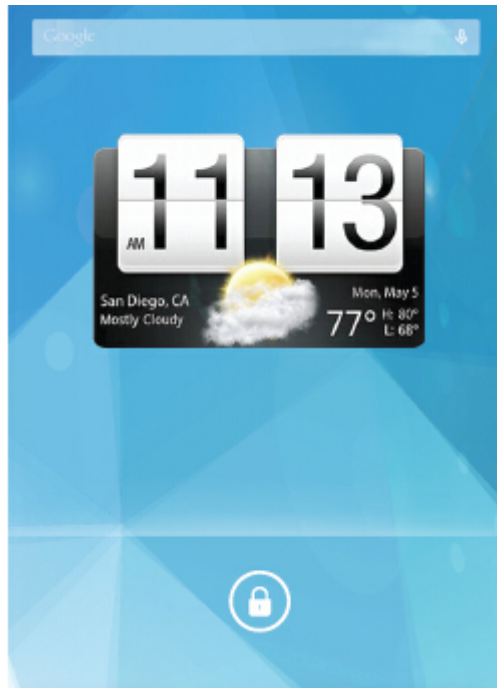 Google
11 13
AM
San Diego, CA
Mostly Cloudy
Mon, May 5
77° H: 80°
L: 68°